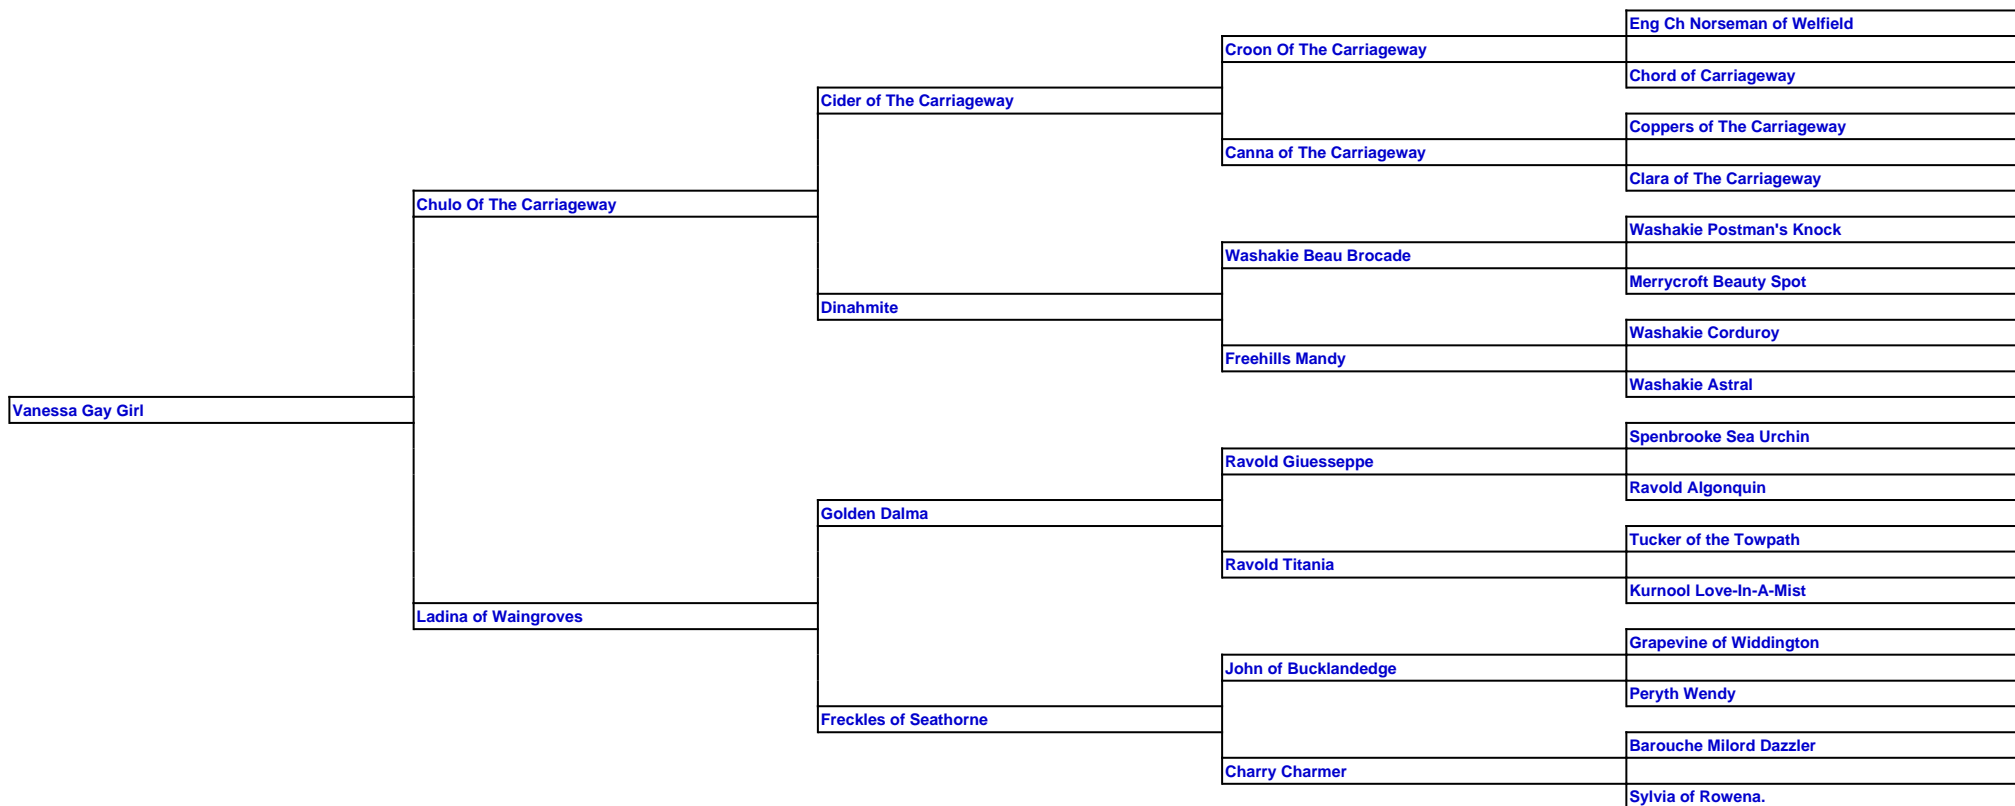 Eng Ch Norseman of Welfield
Croon Of The Carriageway
Chord of Carriageway
Cider of The Carriageway
Coppers of The Carriageway
Canna of The Carriageway
Clara of The Carriageway
Chulo Of The Carriageway
Washakie Postman's Knock
Washakie Beau Brocade
Merrycroft Beauty Spot
Dinahmite
Washakie Corduroy
Freehills Mandy
Washakie Astral
Vanessa Gay Girl
Spenbrooke Sea Urchin
Ravold Giuesseppe
Ravold Algonquin
Golden Dalma
Tucker of the Towpath
Ravold Titania
Kurnool Love-In-A-Mist
Ladina of Waingroves
Grapevine of Widdington
John of Bucklandedge
Peryth Wendy
Freckles of Seathorne
Barouche Milord Dazzler
Charry Charmer
Sylvia of Rowena.